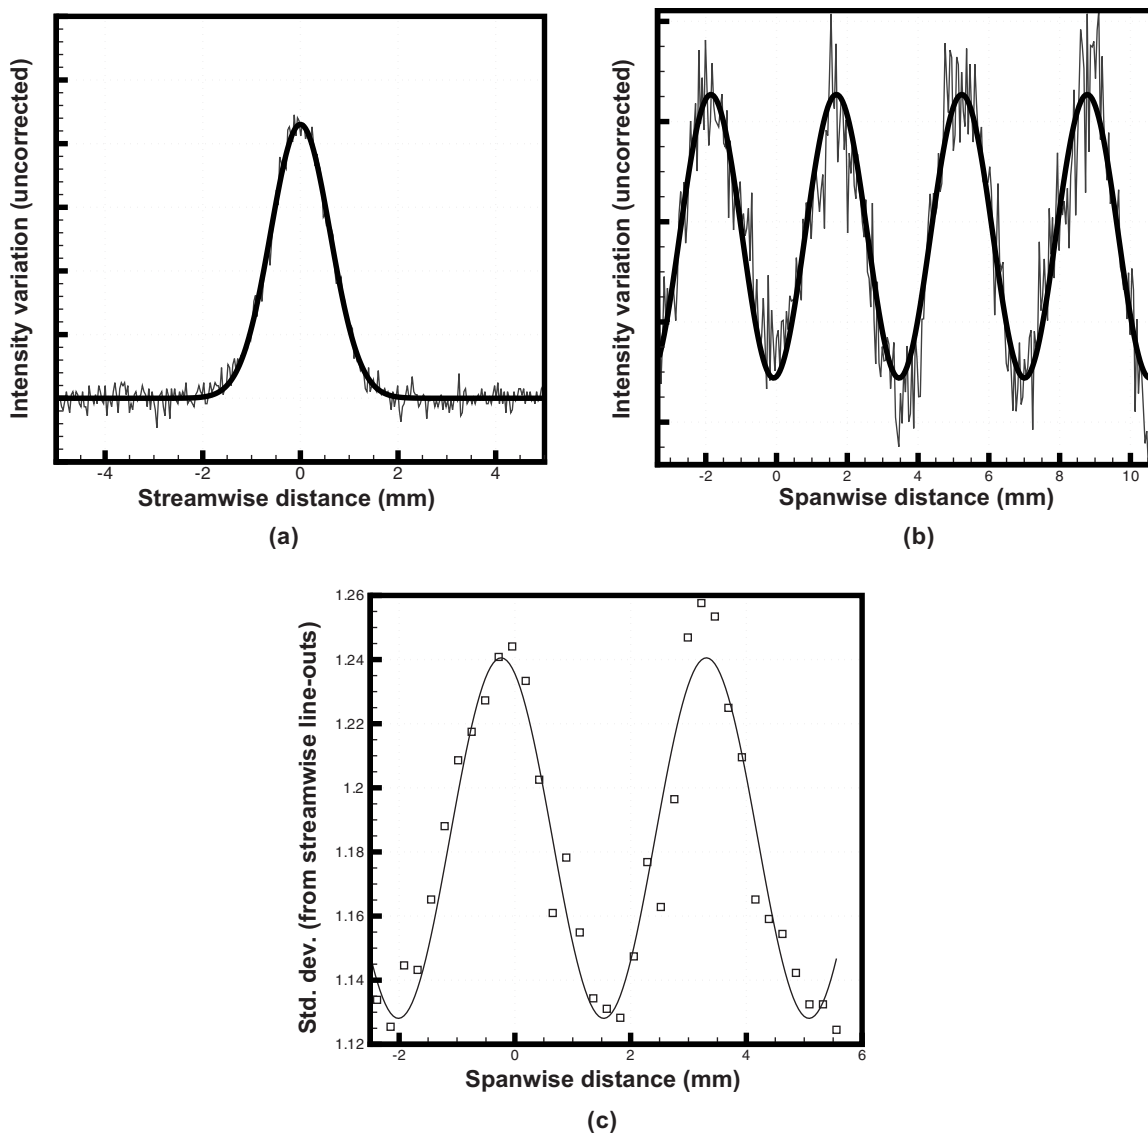 Intensity variation (uncorrected)
-4 -2 0 2 4
Streamwise distance (mm)
(a)
Intensity variation (uncorrected)
-2 0 2 4 6 8 10
Spanwise distance (mm)
(b)
Std. dev. (from streamwise line-outs)
1.26
1.24
1.22
1.2
1.18
1.16
1.14
1.12
-2 0 2 4 6
Spanwise distance (mm)
(c)